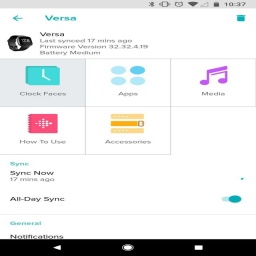 10:37
Versa
Versa
Last synced 17 mins ago
Firmware Version 32.32.4.19
Battery Medium
Clock Faces
Apps
Media
How To Use
Accessories
Sync
Sync Now
17 mins ago
All-Day Sync
General
Notifications